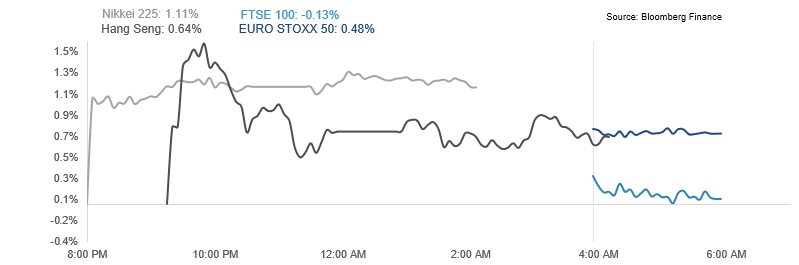 Nikkei 225: 1.11% FTSE 100: -0.13%
Hang Seng: 0.64% EURO STOXX 50: 0.48%
Source: Bloomberg Finance
1.5%
1.3%
1.1%
0.9%
0.7%
0.5%
0.3%
0.1%
-0.2%
-0.4%
8:00 PM 10:00 PM 12:00 AM 2:00 AM 4:00 AM 6:00 AM